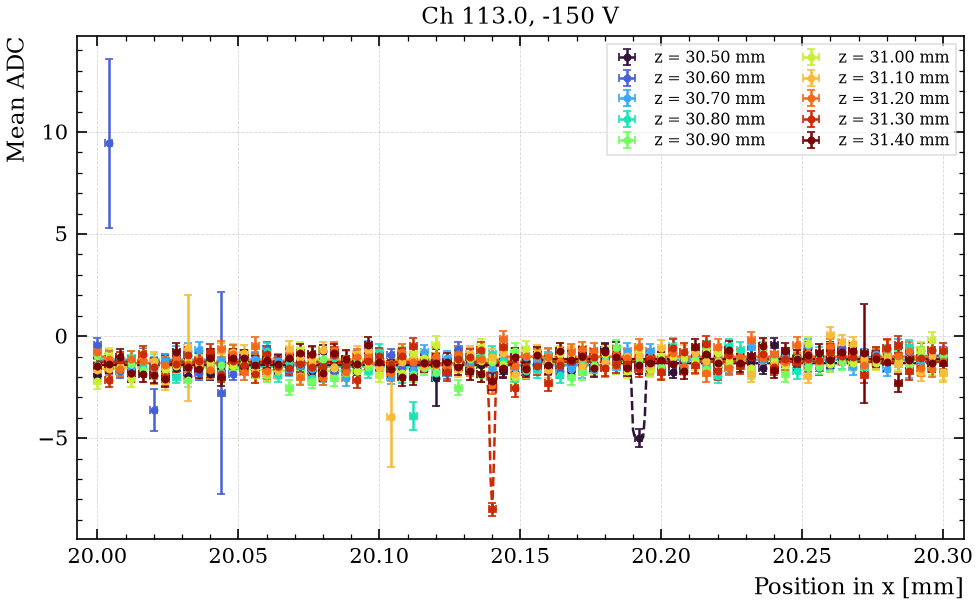 Ch 113.0, -150 V
Mean ADC
z = 30.50 mm
z = 30.60 mm
z = 30.70 mm
z = 30.80 mm
z = 30.90 mm
z = 31.00 mm
z = 31.10 mm
z = 31.20 mm
z = 31.30 mm
z = 31.40 mm
10
5
0
−5
20.00 20.05 20.10 20.15 20.20 20.25 20.30
Position in x [mm]